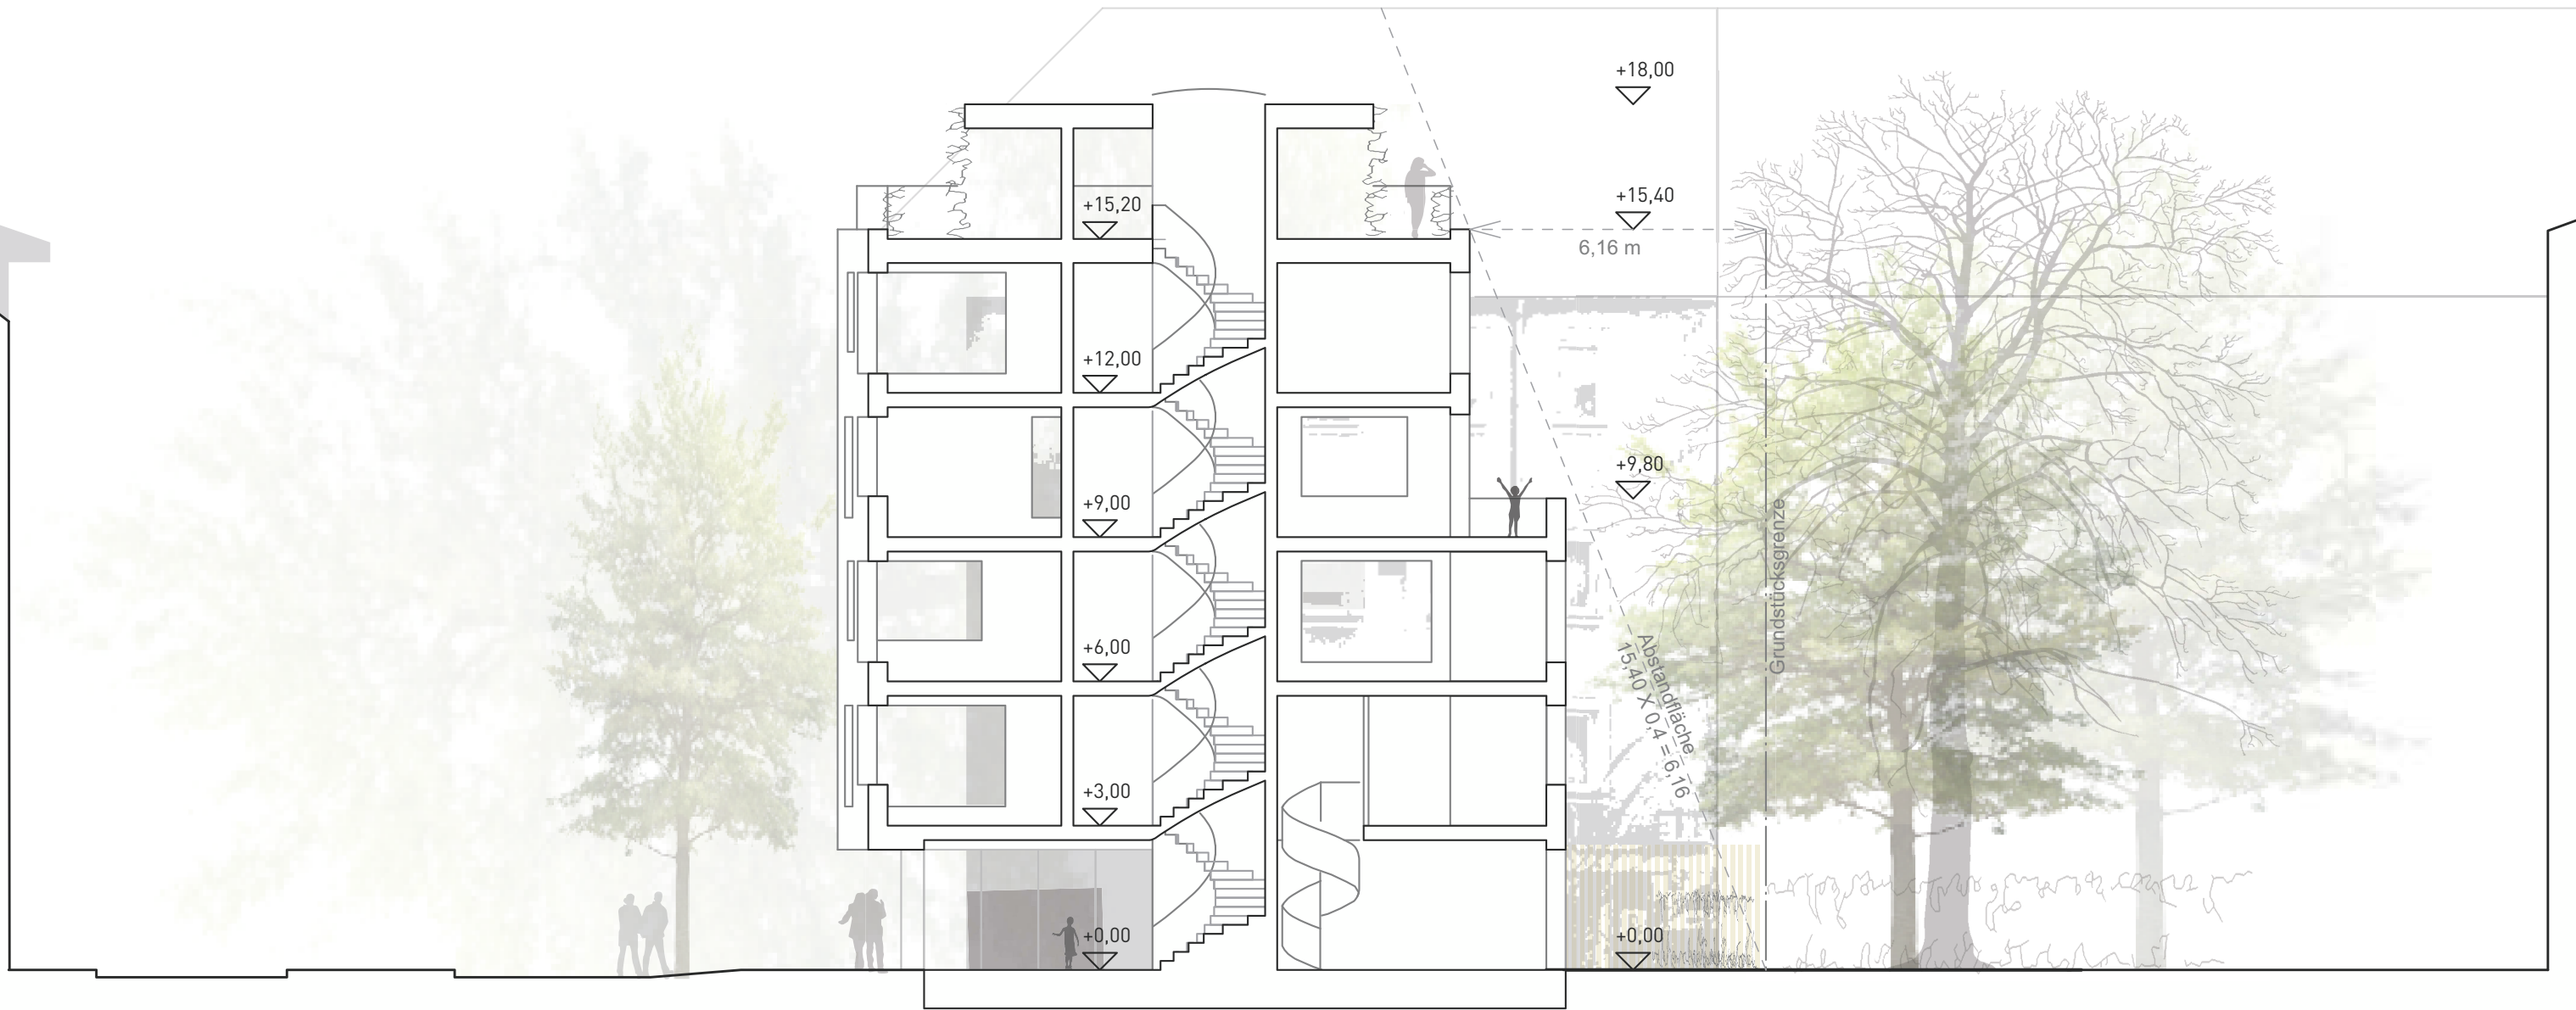 +18,00
+15,40
+15,20
6,16 m
+12,00
+9,80
+9,00
Grundstücksgrenze
+6,00
Abstandfläche
15,40 X 0,4 = 6,16
+3,00
+0,00
+0,00